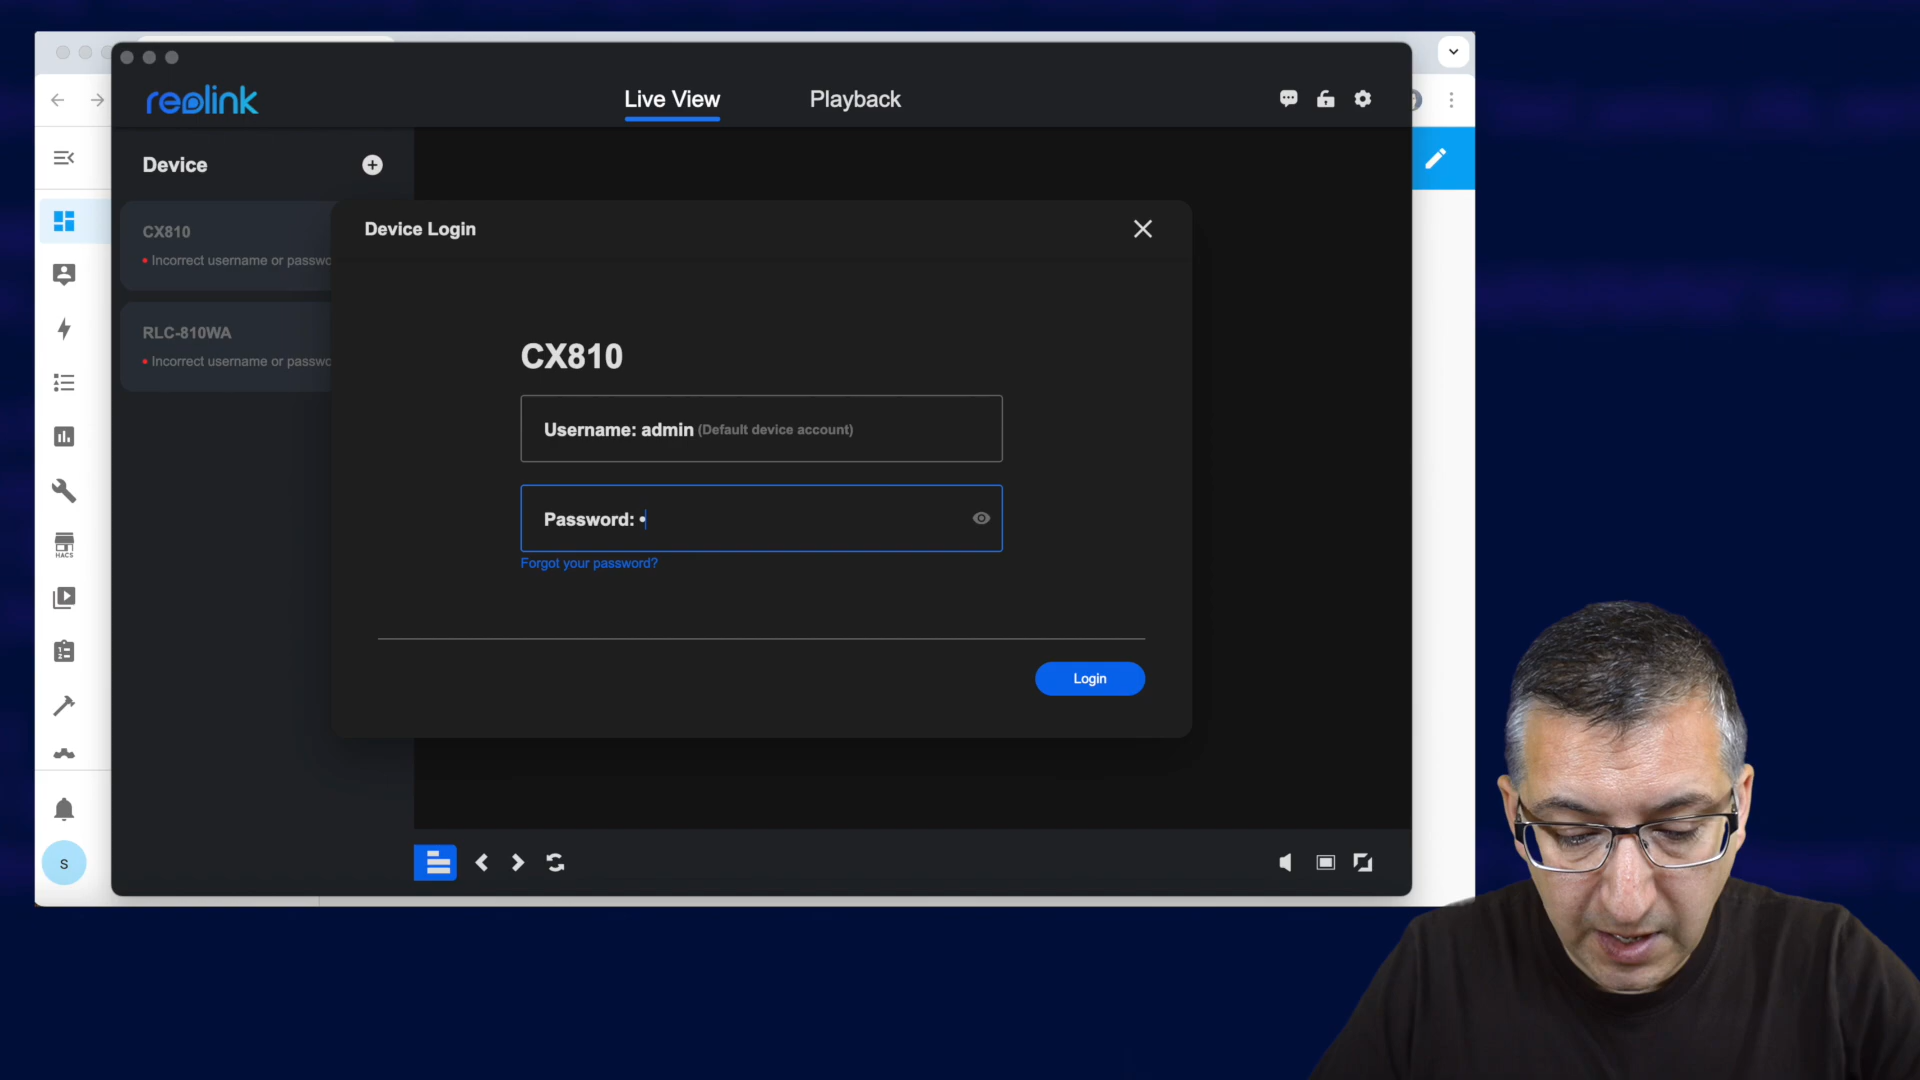 reolink
Live View
Playback
Device
CX810
Incorrect username or passwo
RLC-810WA
Incorrect username or passwo
Device Login
CX810
Username: admin (Default device account)
Password: •
Forgot your password?
Login
HACS
S